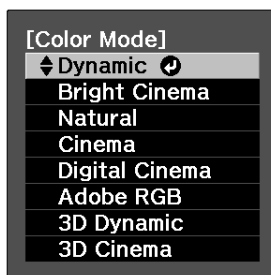 [Color Mode]
Dynamic
Bright Cinema
Natural
Cinema
Digital Cinema
Adobe RGB
3D Dynamic
3D Cinema